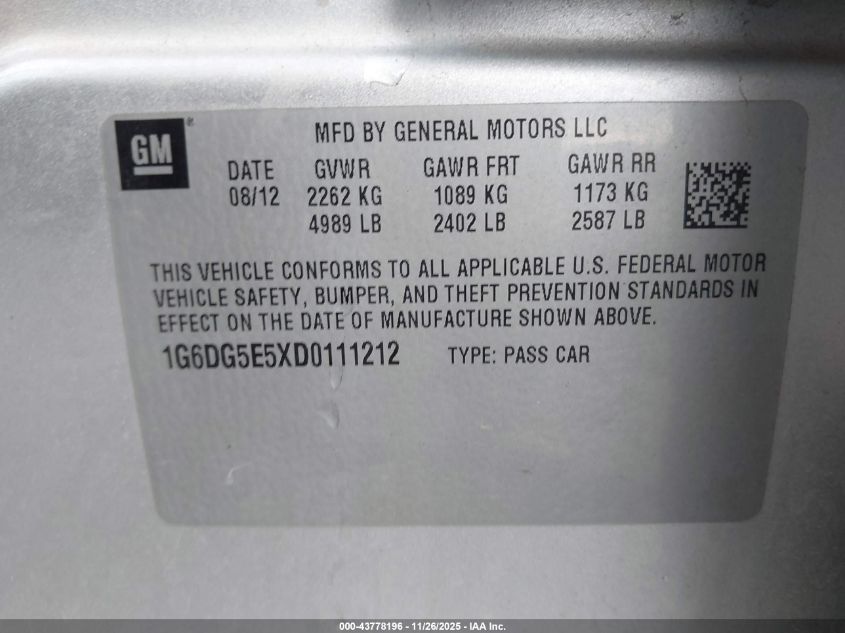 GM®
MFD BY GENERAL MOTORS LLC
DATE GVWR GAWR FRT GAWR RR
08/12 2262 KG 1089 KG 1173 KG
4989 LB 2402 LB 2587 LB
THIS VEHICLE CONFORMS TO ALL APPLICABLE U.S. FEDERAL MOTOR
VEHICLE SAFETY, BUMPER, AND THEFT PREVENTION STANDARDS IN
EFFECT ON THE DATE OF MANUFACTURE SHOWN ABOVE.
1G6DG5E5XD0111212 TYPE: PASS CAR
000-43778196 - 11/26/2025 - IAA Inc.